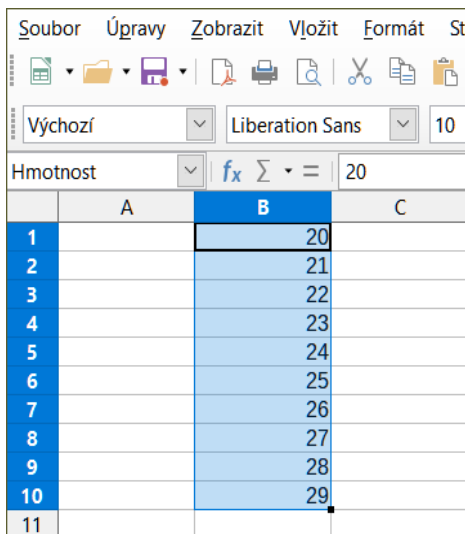 Soubor Úpravy Zobrazit Vložit Formát St
Výchozí Liberation Sans 10
Hmotnost fx Σ = 20
A B C
1 20
2 21
3 22
4 23
5 24
6 25
7 26
8 27
9 28
10 29
11